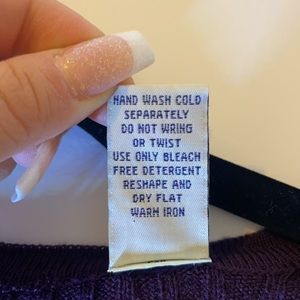 HAND WASH COLD
SEPARATELY
DO NOT WRING
OR TWIST
USE ONLY BLEACH
FREE DETERGENT
RESHAPE AND
DRY FLAT
WARM IRON